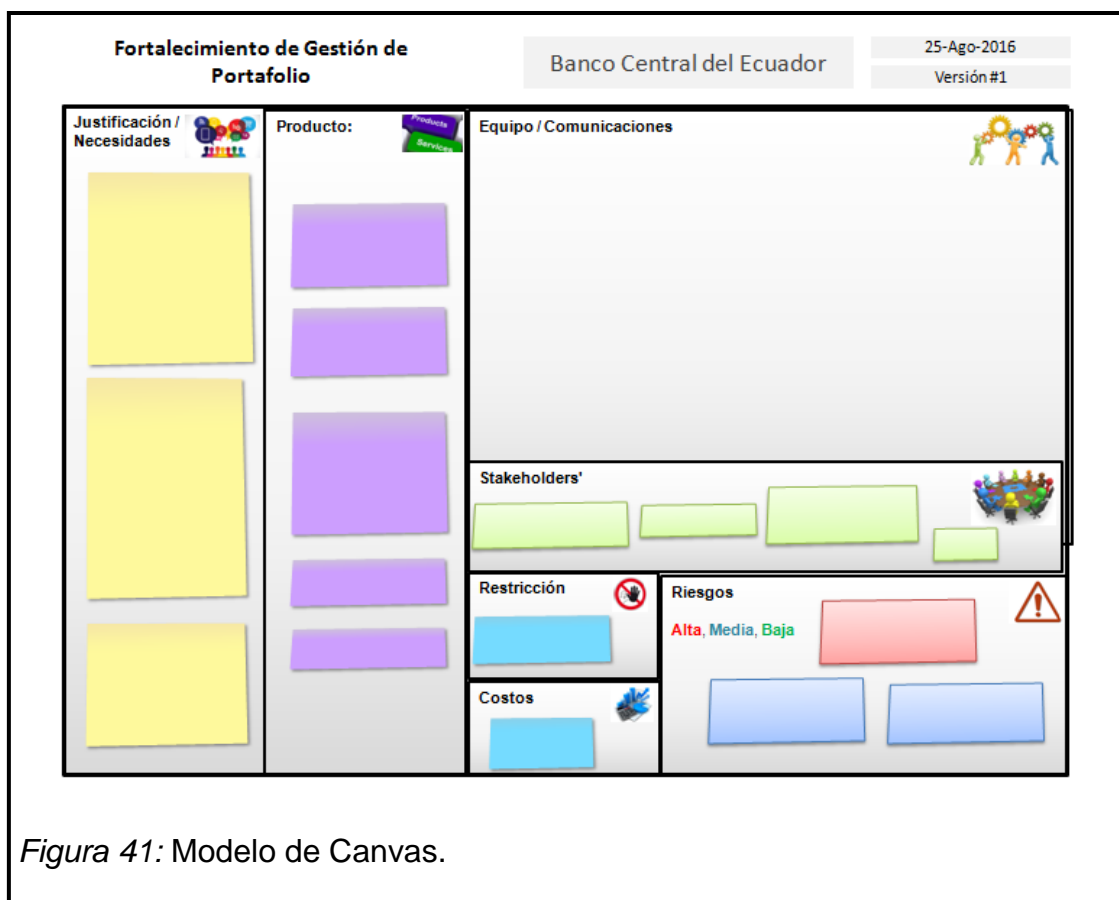 Fortalecimiento de Gestión de
Portafolio
Banco Central del Ecuador
25-Ago-2016
Versión #1
Justificación /
Necesidades
Producto:
Products
Services
Equipo / Comunicaciones
Stakeholders'
Restricción
Riesgos
Alta, Media, Baja
Costos
Figura 41: Modelo de Canvas.